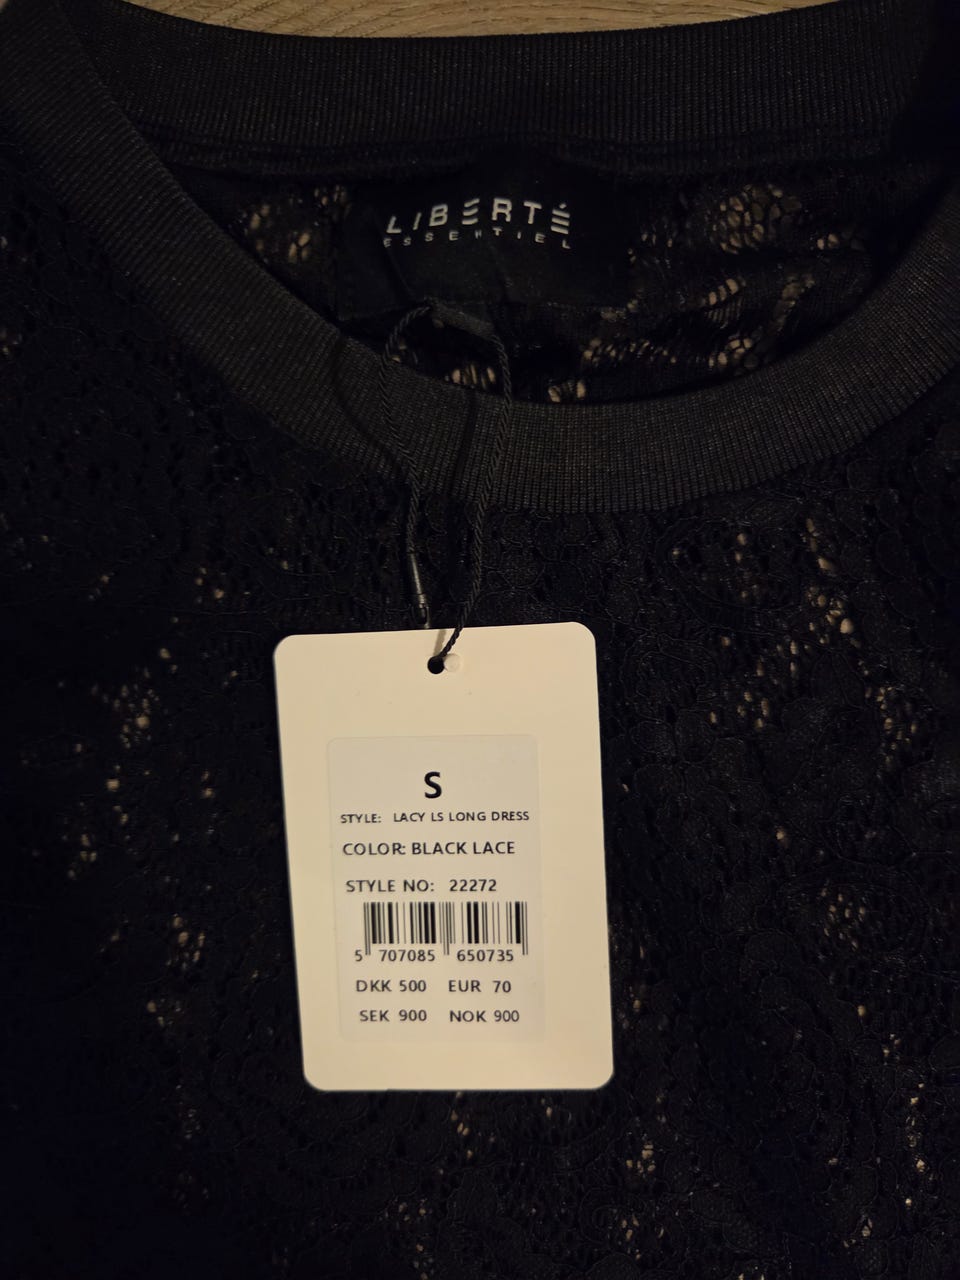 LIBERTÉ
ESSENTIEL
S
STYLE: LACY LS LONG DRESS
COLOR: BLACK LACE
STYLE NO: 22272
5 707085 650735
DKK 500 EUR 70
SEK 900 NOK 900